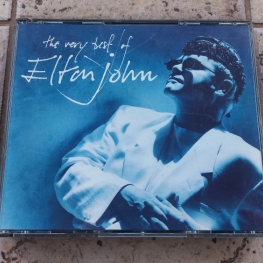 the very best of
Elton john